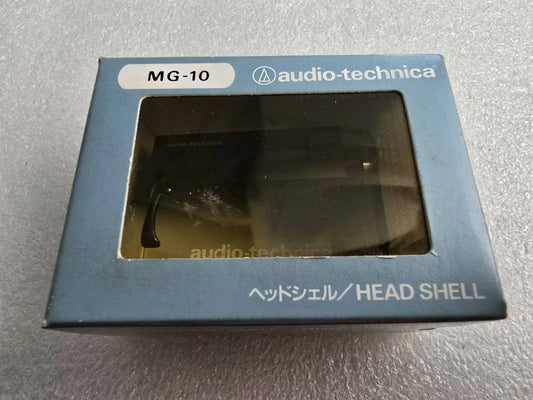 MG-10
audio-technica
audio-technica
audio-technica
ヘッドシェル/HEAD SHELL